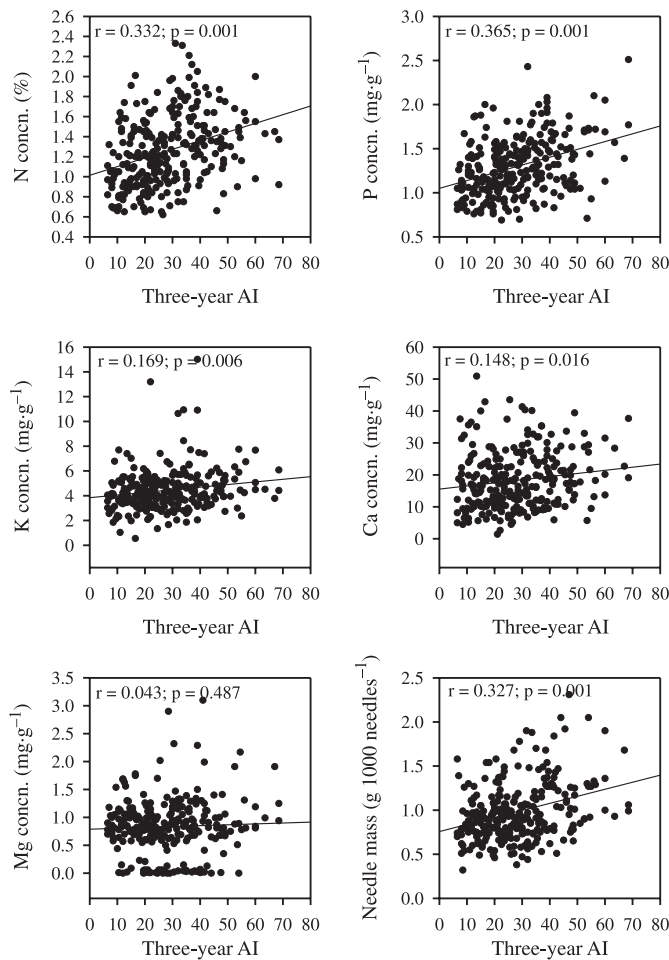 r = 0.332; p = 0.001
N concn. (%)
2.6
2.4
2.2
2.0
1.8
1.6
1.4
1.2
1.0
0.8
0.6
0.4
0 10 20 30 40 50 60 70 80
Three-year AI
r = 0.365; p = 0.001
P concn. (mg·g⁻¹)
3.0
2.5
2.0
1.5
1.0
0.5
0 10 20 30 40 50 60 70 80
Three-year AI
r = 0.169; p = 0.006
K concn. (mg·g⁻¹)
16
14
12
10
8
6
4
2
0
0 10 20 30 40 50 60 70 80
Three-year AI
r = 0.148; p = 0.016
Ca concn. (mg·g⁻¹)
60
50
40
30
20
10
0
0 10 20 30 40 50 60 70 80
Three-year AI
r = 0.043; p = 0.487
Mg concn. (mg·g⁻¹)
3.5
3.0
2.5
2.0
1.5
1.0
0.5
0.0
0 10 20 30 40 50 60 70 80
Three-year AI
r = 0.327; p = 0.001
Needle mass (g 1000 needles⁻¹)
2.5
2.0
1.5
1.0
0.5
0.0
0 10 20 30 40 50 60 70 80
Three-year AI